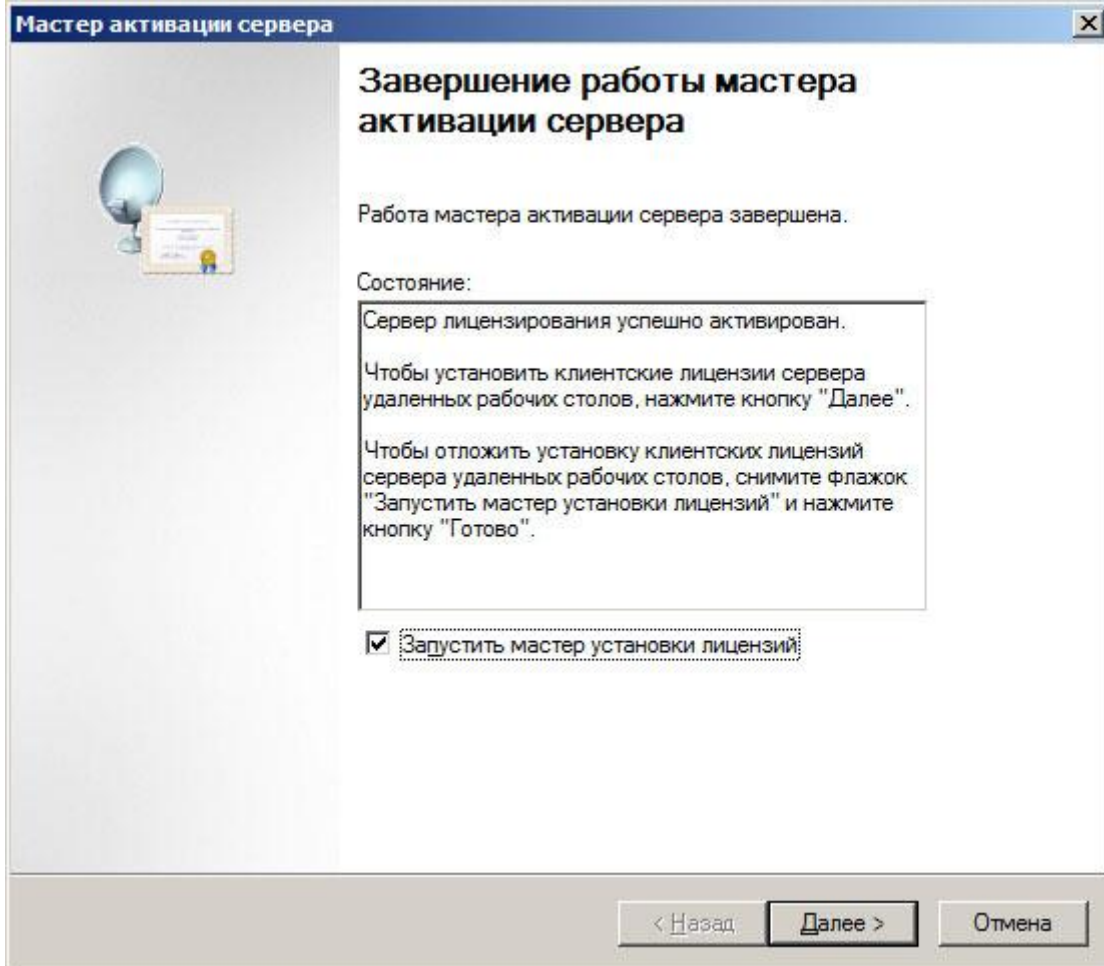 Мастер активации сервера
Завершение работы мастера
активации сервера
Работа мастера активации сервера завершена.
Состояние:
Сервер лицензирования успешно активирован.
Чтобы установить клиентские лицензии сервера
удаленных рабочих столов, нажмите кнопку "Далее".
Чтобы отложить установку клиентских лицензий
сервера удаленных рабочих столов, снимите флажок
"Запустить мастер установки лицензий" и нажмите
кнопку "Готово".
Запустить мастер установки лицензий
< Назад
Далее >
Отмена